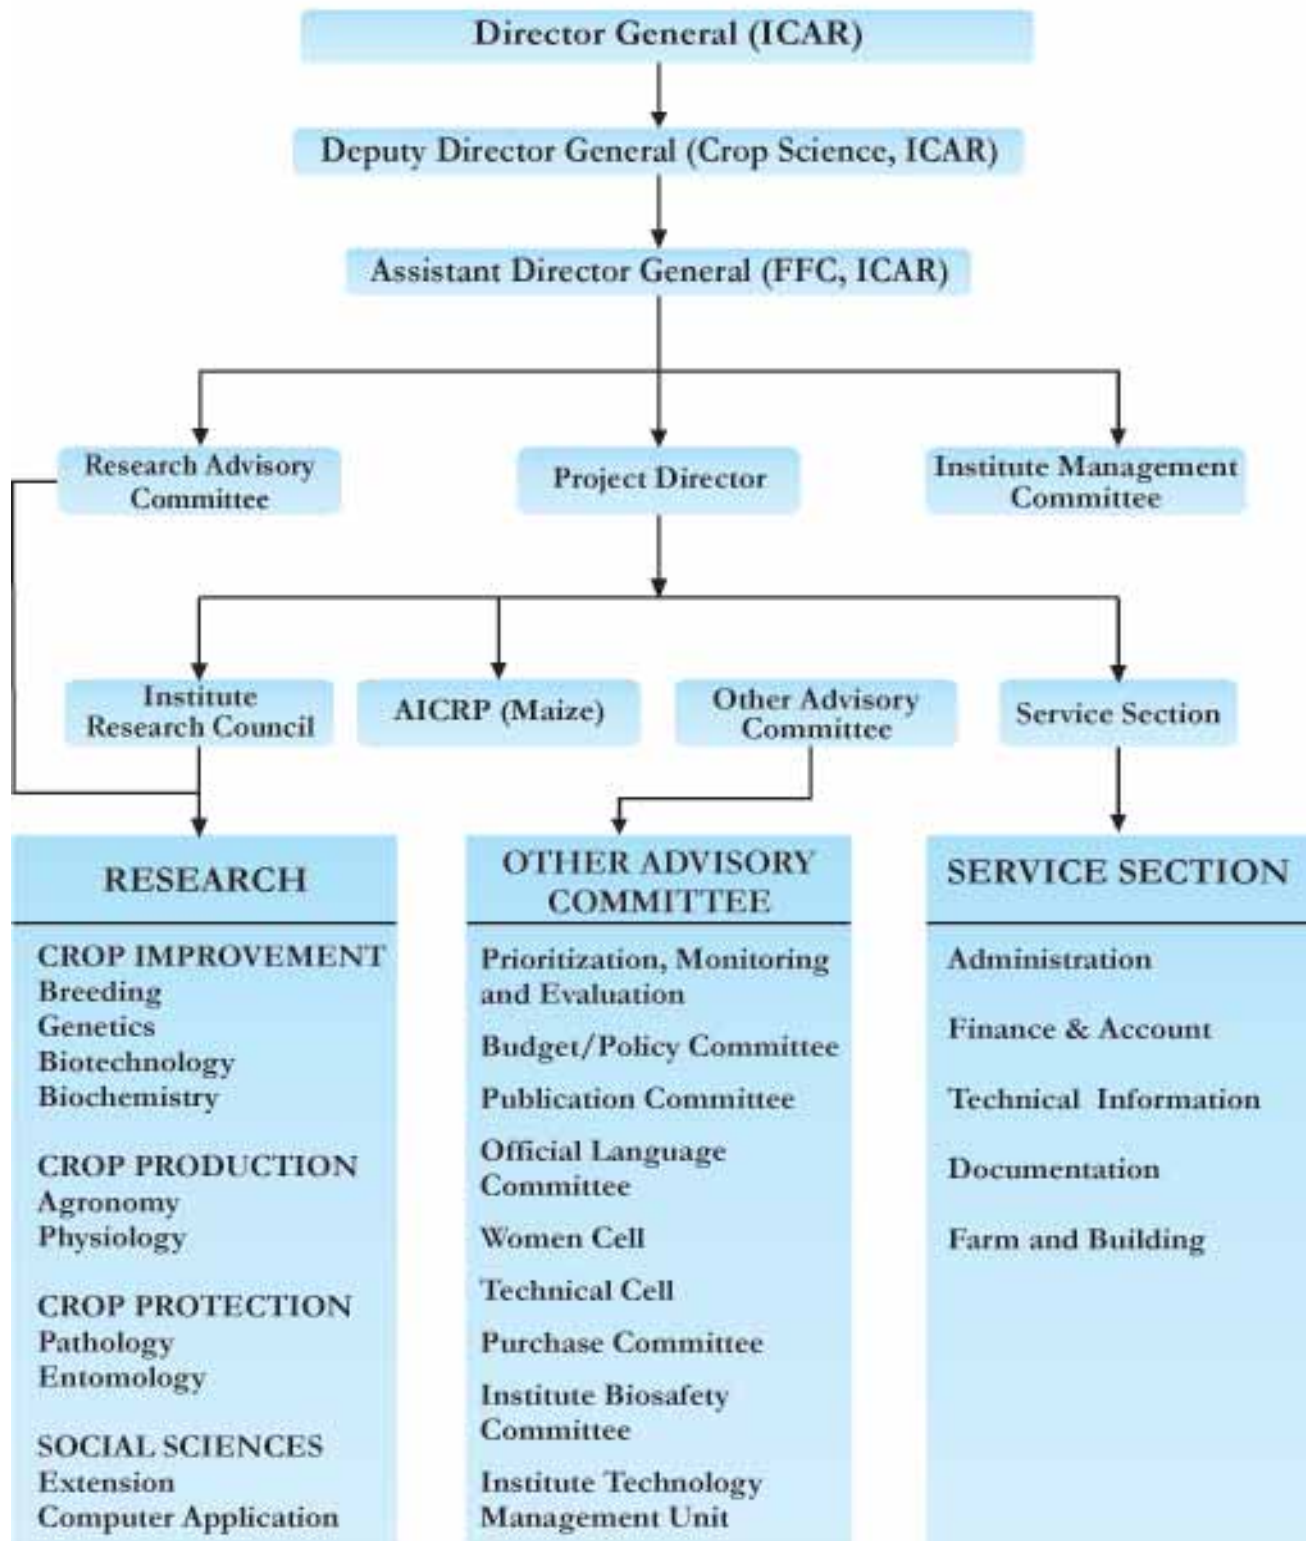 Director General (ICAR)
Deputy Director General (Crop Science, ICAR)
Assistant Director General (FFC, ICAR)
Research Advisory
Committee
Project Director
Institute Management
Committee
Institute
Research Council
AICRP (Maize)
Other Advisory
Committee
Service Section
RESEARCH
CROP IMPROVEMENT
Breeding
Genetics
Biotechnology
Biochemistry
CROP PRODUCTION
Agronomy
Physiology
CROP PROTECTION
Pathology
Entomology
SOCIAL SCIENCES
Extension
Computer Application
OTHER ADVISORY
COMMITTEE
Prioritization, Monitoring
and Evaluation
Budget/Policy Committee
Publication Committee
Official Language
Committee
Women Cell
Technical Cell
Purchase Committee
Institute Biosafety
Committee
Institute Technology
Management Unit
SERVICE SECTION
Administration
Finance & Account
Technical Information
Documentation
Farm and Building